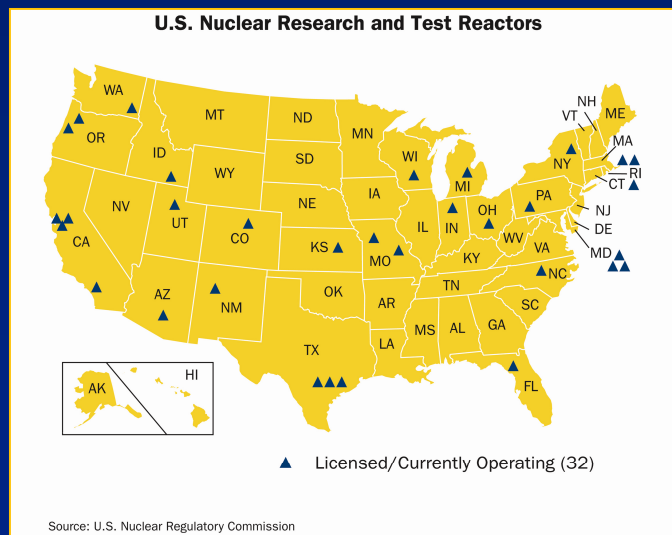 U.S. Nuclear Research and Test Reactors
WA
MT
ND
MN
VT
NH
ME
MA
OR
ID
WY
SD
WI
MI
NY
RI
CT
NV
UT
CO
NE
IA
IL
IN
OH
PA
NJ
DE
MD
CA
KS
MO
KY
WV
VA
AZ
NM
OK
AR
TN
NC
SC
TX
LA
MS
AL
GA
FL
AK
HI
Licensed/Currently Operating (32)
Source: U.S. Nuclear Regulatory Commission